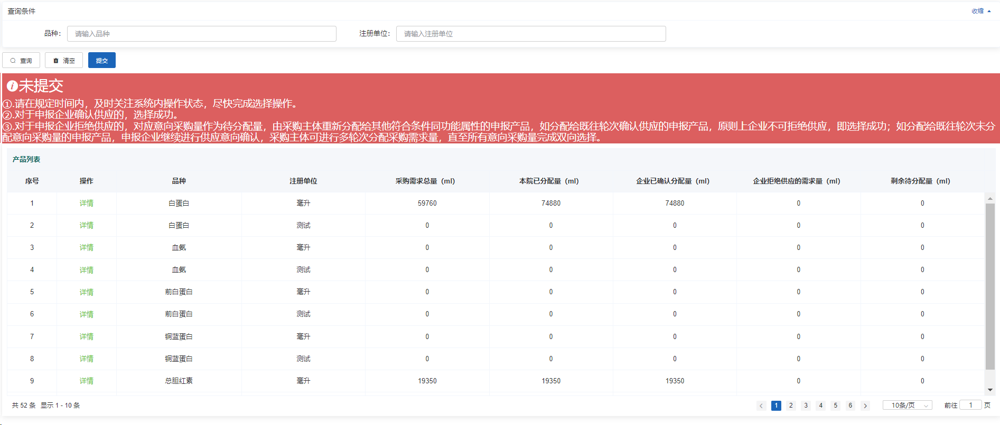 查询条件 收缩
品种： 请输入品种 注册单位： 请输入注册单位
查询 清空 提交
未提交
①.请在规定时间内，及时关注系统内操作状态，尽快完成选择操作。
②.对于申报企业确认供应的，选择成功。
③.对于申报企业拒绝供应的，对应意向采购量作为待分配量，由采购主体重新分配给其他符合条件同功能属性的申报产品，如分配给既往轮次确认供应的申报产品，原则上企业不可拒绝供应，即选择成功；如分配给既往轮次未分
配意向采购量的申报产品，申报企业继续进行供应意向确认，采购主体可进行多轮次分配采购需求量，直至所有意向采购量完成双向选择。
产品列表
序号 操作 品种 注册单位 采购需求总量（ml） 本院已分配量（ml） 企业已确认分配量（ml） 企业拒绝供应的需求量（ml） 剩余待分配量（ml）
1 详情 白蛋白 毫升 59760 74880 74880 0 0
2 详情 白蛋白 测试 0 0 0 0 0
3 详情 血氨 毫升 0 0 0 0 0
4 详情 血氨 测试 0 0 0 0 0
5 详情 前白蛋白 毫升 0 0 0 0 0
6 详情 前白蛋白 测试 0 0 0 0 0
7 详情 铜蓝蛋白 毫升 0 0 0 0 0
8 详情 铜蓝蛋白 测试 0 0 0 0 0
9 详情 总胆红素 毫升 19350 19350 19350 0 0
共 52 条 显示 1 - 10 条 1 2 3 4 5 6 10条/页 前往 1 页